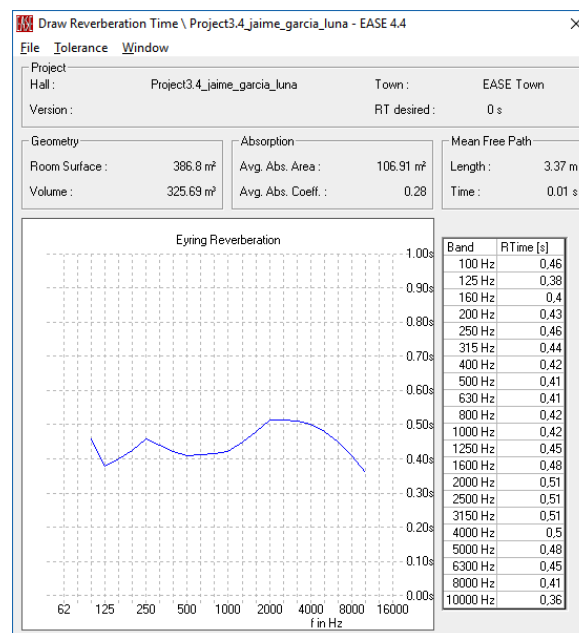 EASE Draw Reverberation Time \ Project3.4_jaime_garcia_luna - EASE 4.4
File Tolerance Window
Project
Hall : Project3.4_jaime_garcia_luna Town : EASE Town
Version : RT desired : 0 s
Geometry
Room Surface : 386.8 m²
Volume : 325.69 m³
Absorption
Avg. Abs. Area : 106.91 m²
Avg. Abs. Coeff. : 0.28
Mean Free Path
Length : 3.37 m
Time : 0.01 s
Eyring Reverberation
1.00s
0.90s
0.80s
0.70s
0.60s
0.50s
0.40s
0.30s
0.20s
0.10s
0.00s
62 125 250 500 1000 2000 4000 8000 16000
f in Hz
Band RTime [s]
100 Hz 0,46
125 Hz 0,38
160 Hz 0,4
200 Hz 0,43
250 Hz 0,46
315 Hz 0,44
400 Hz 0,42
500 Hz 0,41
630 Hz 0,41
800 Hz 0,42
1000 Hz 0,42
1250 Hz 0,45
1600 Hz 0,48
2000 Hz 0,51
2500 Hz 0,51
3150 Hz 0,51
4000 Hz 0,5
5000 Hz 0,48
6300 Hz 0,45
8000 Hz 0,41
10000 Hz 0,36